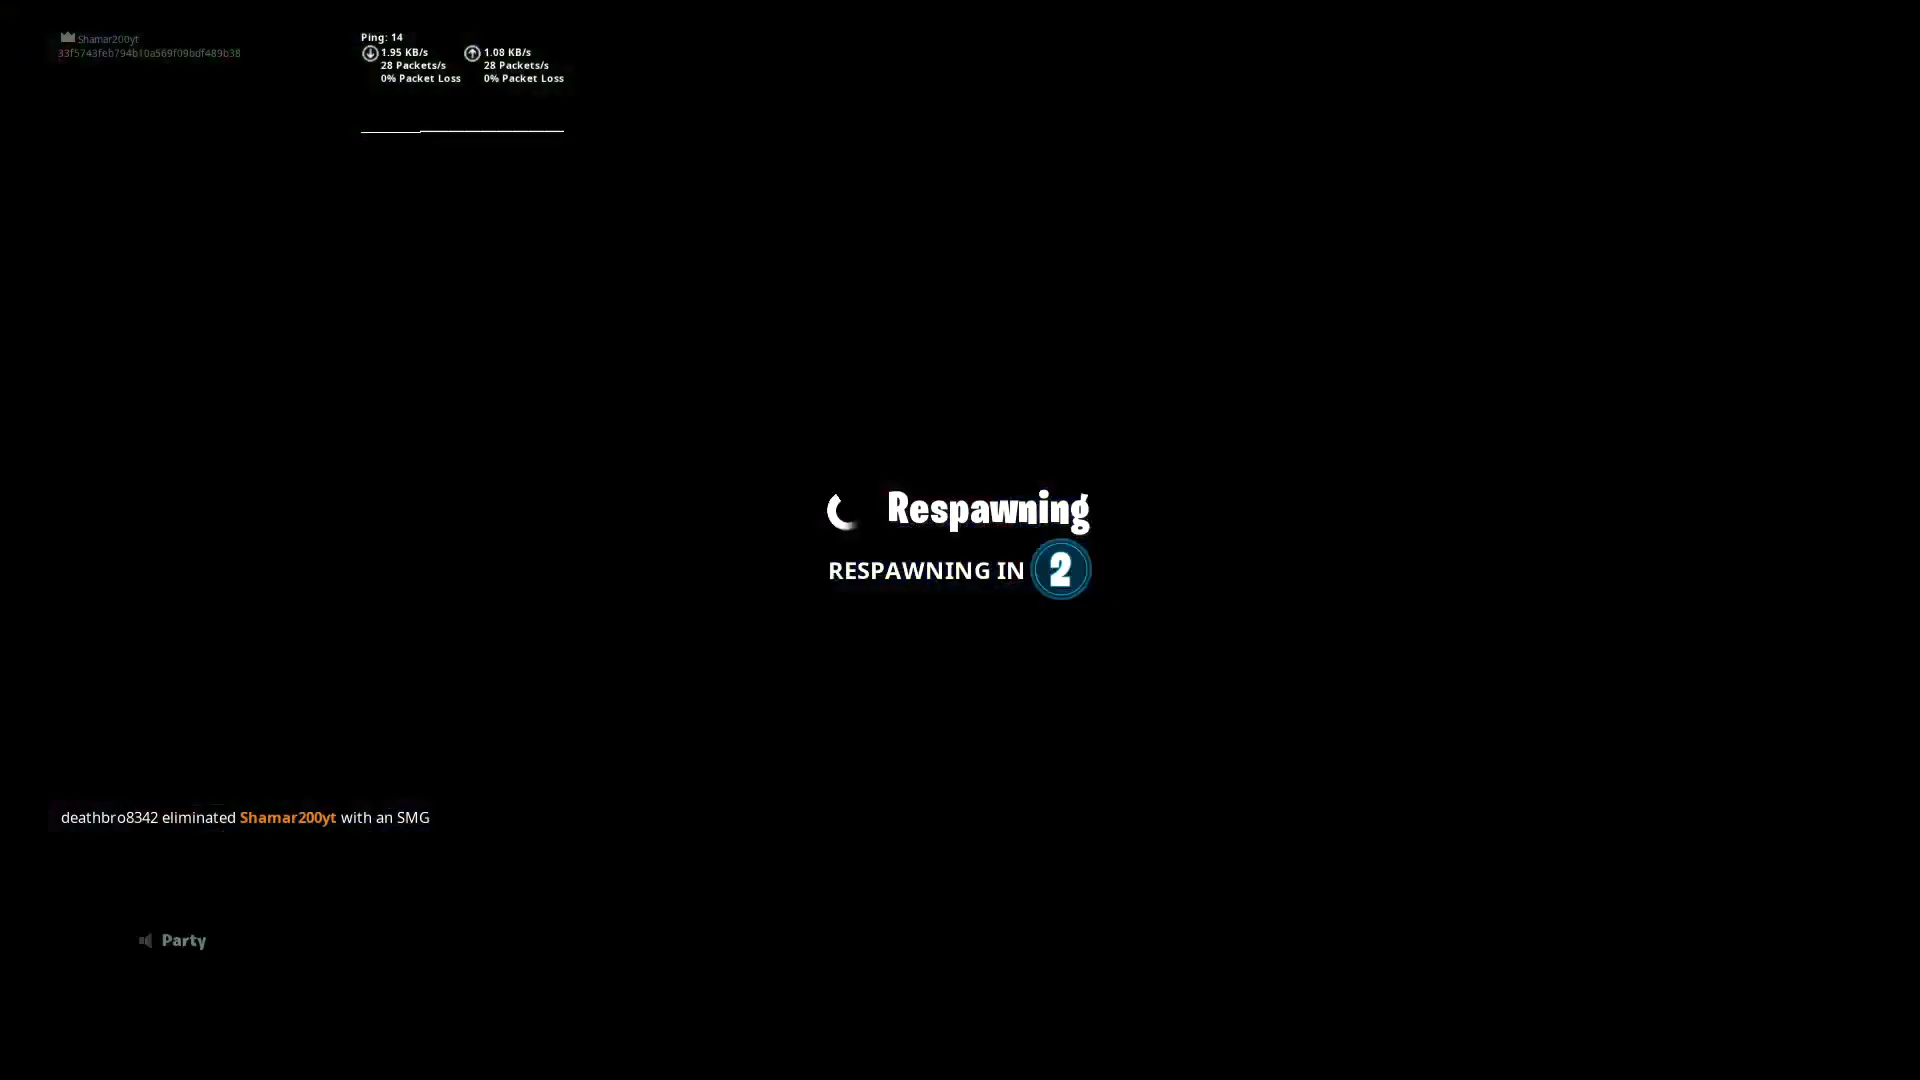 Shamar200yt
33f5743feb794b10a569f09bdf489b38
Ping: 14
1.95 KB/s
28 Packets/s
0% Packet Loss
1.08 KB/s
28 Packets/s
0% Packet Loss
Respawning
RESPAWNING IN 2
deathbro8342 eliminated Shamar200yt with an SMG
Party